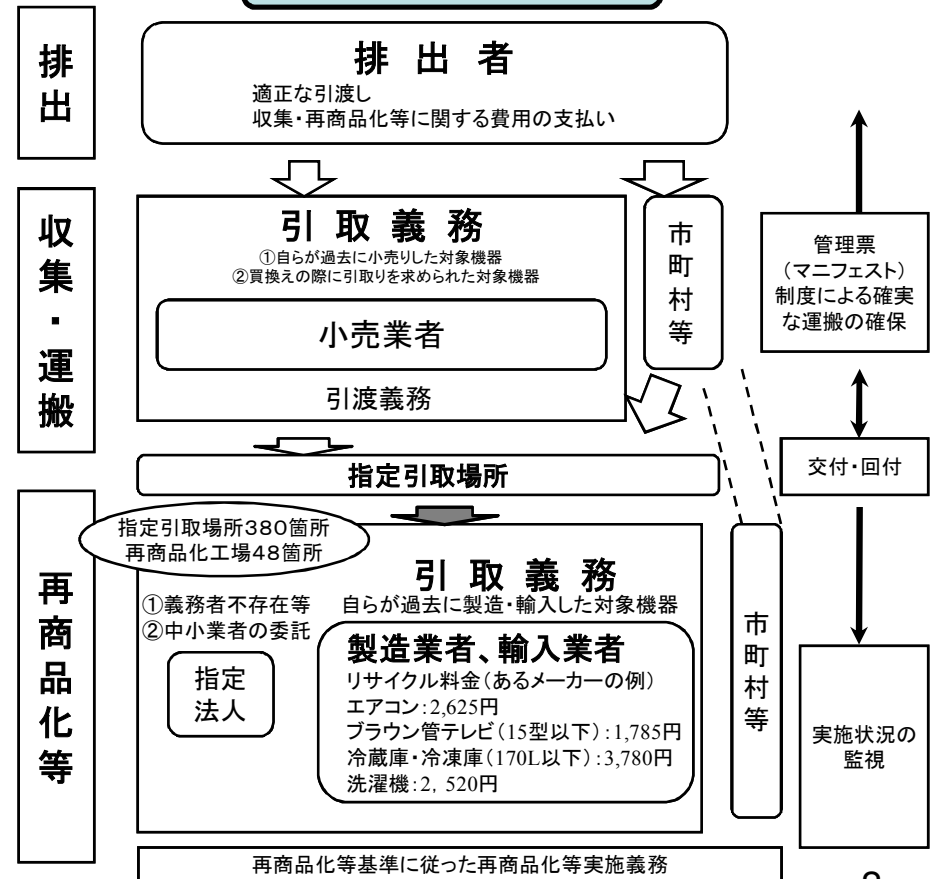 排出
排 出 者
適正な引渡し
収集・再商品化等に関する費用の支払い
収集・運搬
引 取 義 務
①自らが過去に小売りした対象機器
②買換えの際に引取りを求められた対象機器
小売業者
引渡義務
市町村等
管理票
（マニフェスト）
制度による確実
な運搬の確保
交付・回付
指定引取場所
再商品化等
指定引取場所380箇所
再商品化工場48箇所
引 取 義 務
自らが過去に製造・輸入した対象機器
①義務者不存在等
②中小業者の委託
指定
法人
製造業者、輸入業者
リサイクル料金（あるメーカーの例）
エアコン：2,625円
ブラウン管テレビ（15型以下）：1,785円
冷蔵庫・冷凍庫（170L以下）：3,780円
洗濯機：2，520円
市町村等
実施状況の
監視
再商品化等基準に従った再商品化等実施義務